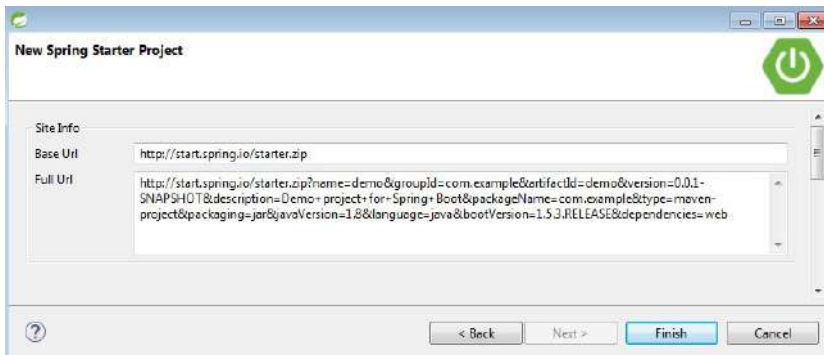 New Spring Starter Project
Site Info
Base Url
http://start.spring.io/starter.zip
Full Url
http://start.spring.io/starter.zip?name=demo&groupId=com.example&artifactId=demo&version=0.0.1-
SNAPSHOT&description=Demo+project+for+Spring+Boot&packageName=com.example&type=maven-
project&packaging=jar&javaVersion=1.8&language=java&bootVersion=1.5.3.RELEASE&dependencies=web
?
< Back
Next >
Finish
Cancel